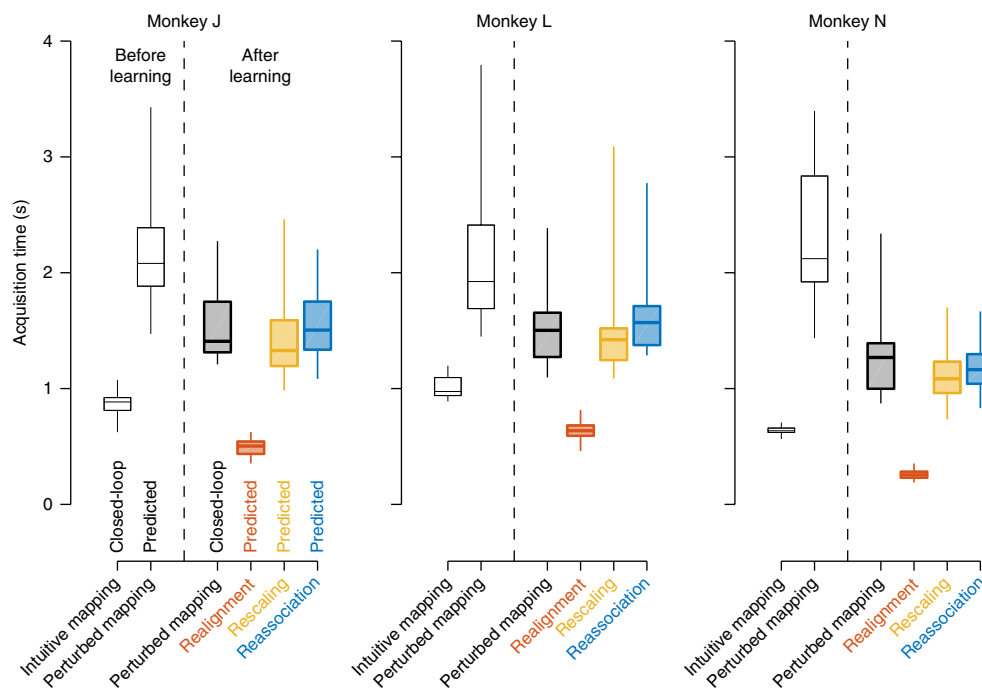 Monkey J
Monkey L
Monkey N
Acquisition time (s)
4
3
2
1
0
Before
learning
After
learning
Closed-loop
Predicted
Closed-loop
Predicted
Predicted
Predicted
Intuitive mapping
Perturbed mapping
Perturbed mapping
Realignment
Rescaling
Reassociation
Intuitive mapping
Perturbed mapping
Perturbed mapping
Realignment
Rescaling
Reassociation
Intuitive mapping
Perturbed mapping
Perturbed mapping
Realignment
Rescaling
Reassociation